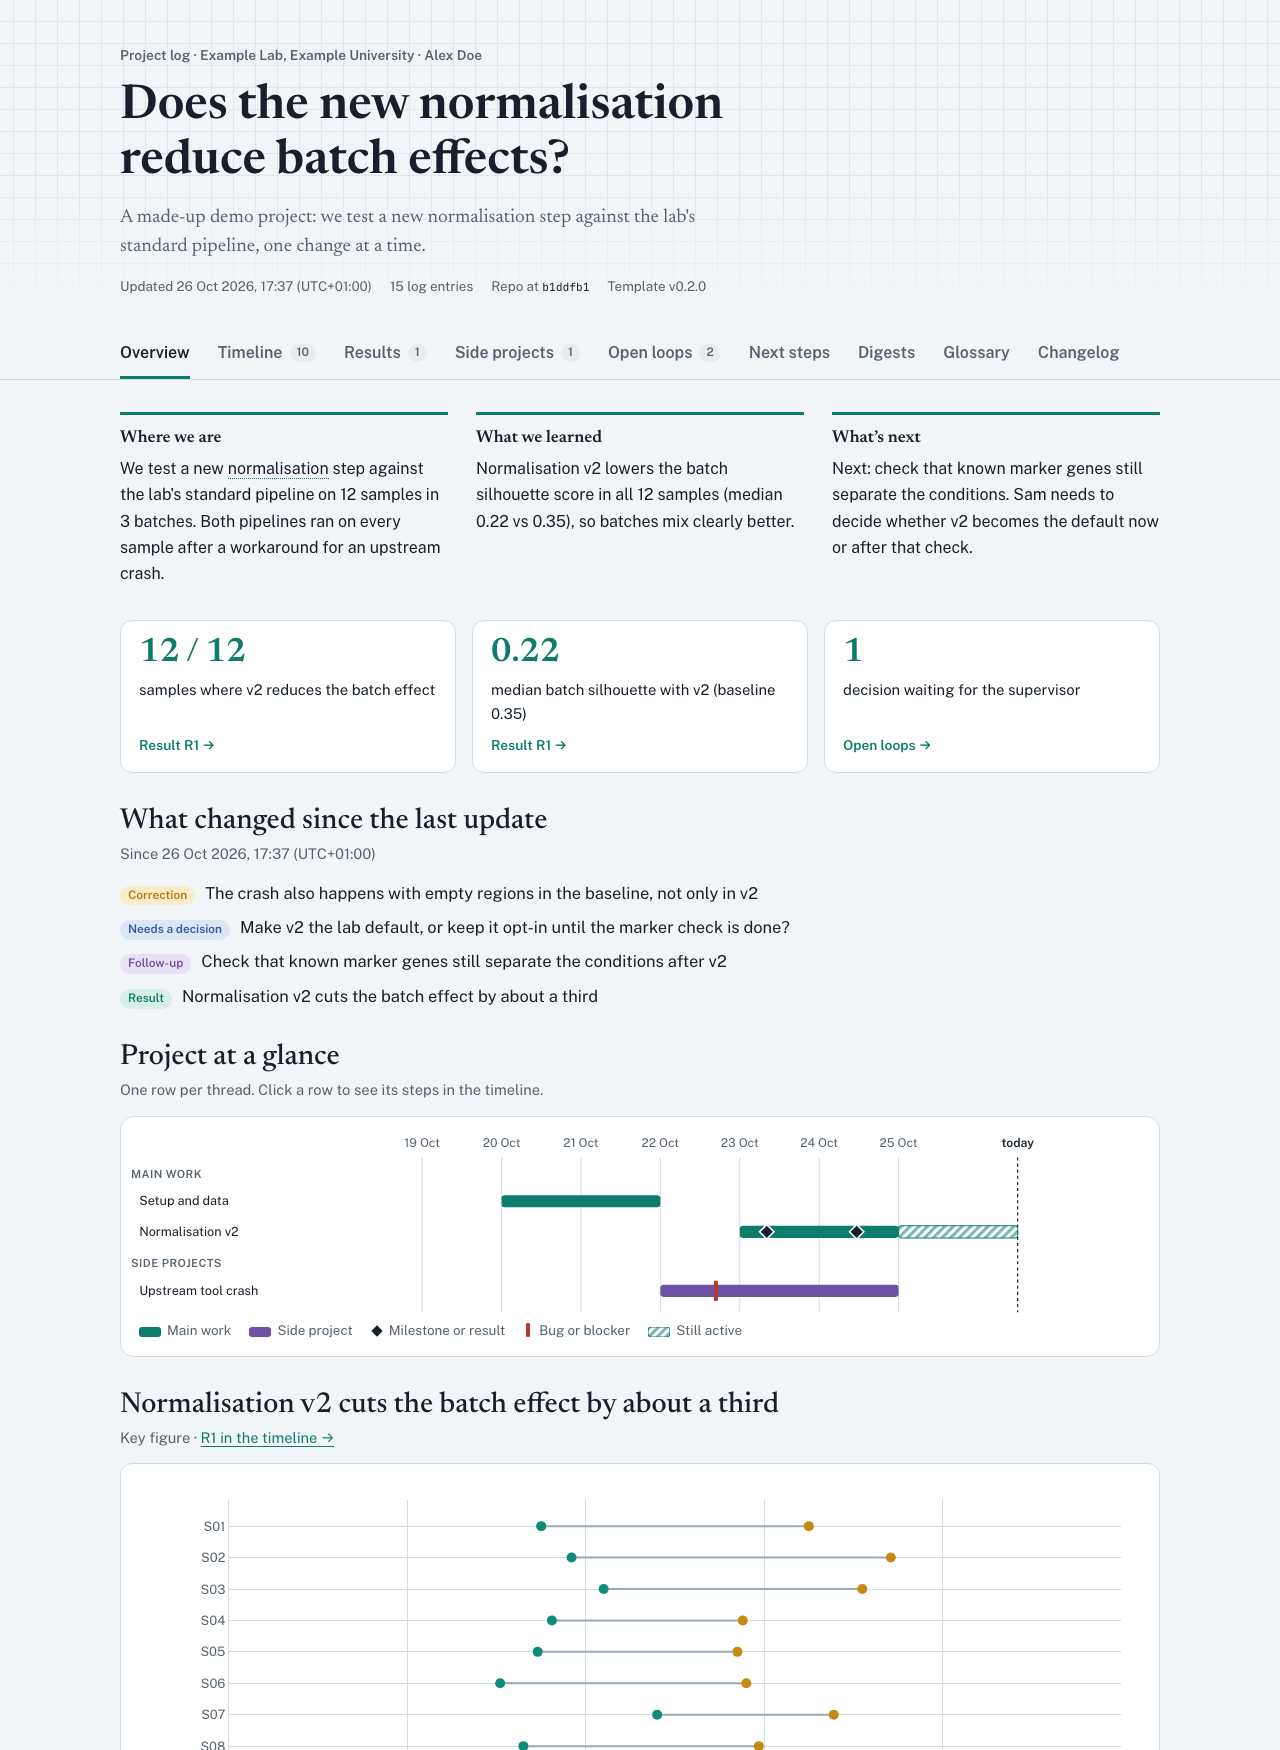 Project log · Example Lab, Example University · Alex Doe
Does the new normalisation
reduce batch effects?
A made-up demo project: we test a new normalisation step against the lab's
standard pipeline, one change at a time.
Updated 26 Oct 2026, 17:37 (UTC+01:00) 15 log entries Repo at b1ddfb1 Template v0.2.0
Overview Timeline 10 Results 1 Side projects 1 Open loops 2 Next steps Digests Glossary Changelog
Where we are
We test a new normalisation step against
the lab's standard pipeline on 12 samples in
3 batches. Both pipelines ran on every
sample after a workaround for an upstream
crash.
What we learned
Normalisation v2 lowers the batch
silhouette score in all 12 samples (median
0.22 vs 0.35), so batches mix clearly better.
What’s next
Next: check that known marker genes still
separate the conditions. Sam needs to
decide whether v2 becomes the default now
or after that check.
12 / 12
samples where v2 reduces the batch effect
Result R1 →
0.22
median batch silhouette with v2 (baseline
0.35)
Result R1 →
1
decision waiting for the supervisor
Open loops →
What changed since the last update
Since 26 Oct 2026, 17:37 (UTC+01:00)
Correction The crash also happens with empty regions in the baseline, not only in v2
Needs a decision Make v2 the lab default, or keep it opt-in until the marker check is done?
Follow-up Check that known marker genes still separate the conditions after v2
Result Normalisation v2 cuts the batch effect by about a third
Project at a glance
One row per thread. Click a row to see its steps in the timeline.
19 Oct 20 Oct 21 Oct 22 Oct 23 Oct 24 Oct 25 Oct today
MAIN WORK
Setup and data
Normalisation v2
SIDE PROJECTS
Upstream tool crash
Main work Side project Milestone or result Bug or blocker Still active
Normalisation v2 cuts the batch effect by about a third
Key figure · R1 in the timeline →
S01
S02
S03
S04
S05
S06
S07
S08